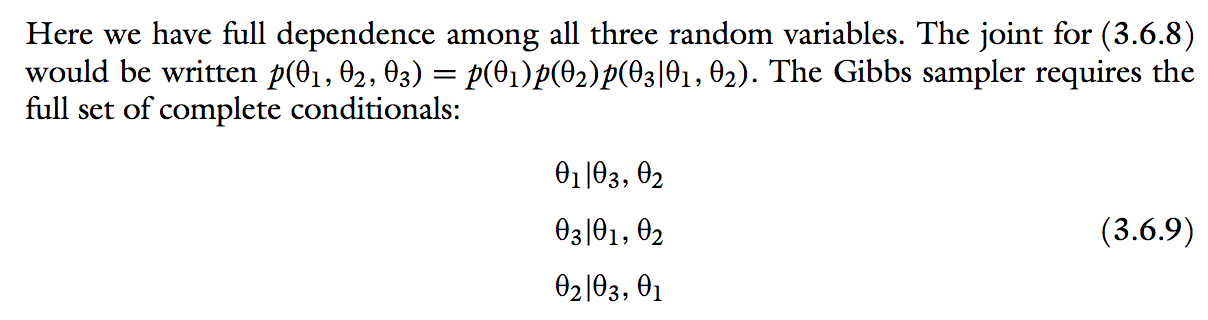 Here we have full dependence among all three random variables. The joint for (3.6.8)
would be written p(θ₁, θ₂, θ₃) = p(θ₁)p(θ₂)p(θ₃|θ₁, θ₂). The Gibbs sampler requires the
full set of complete conditionals:
θ₁|θ₃, θ₂
θ₃|θ₁, θ₂ (3.6.9)
θ₂|θ₃, θ₁